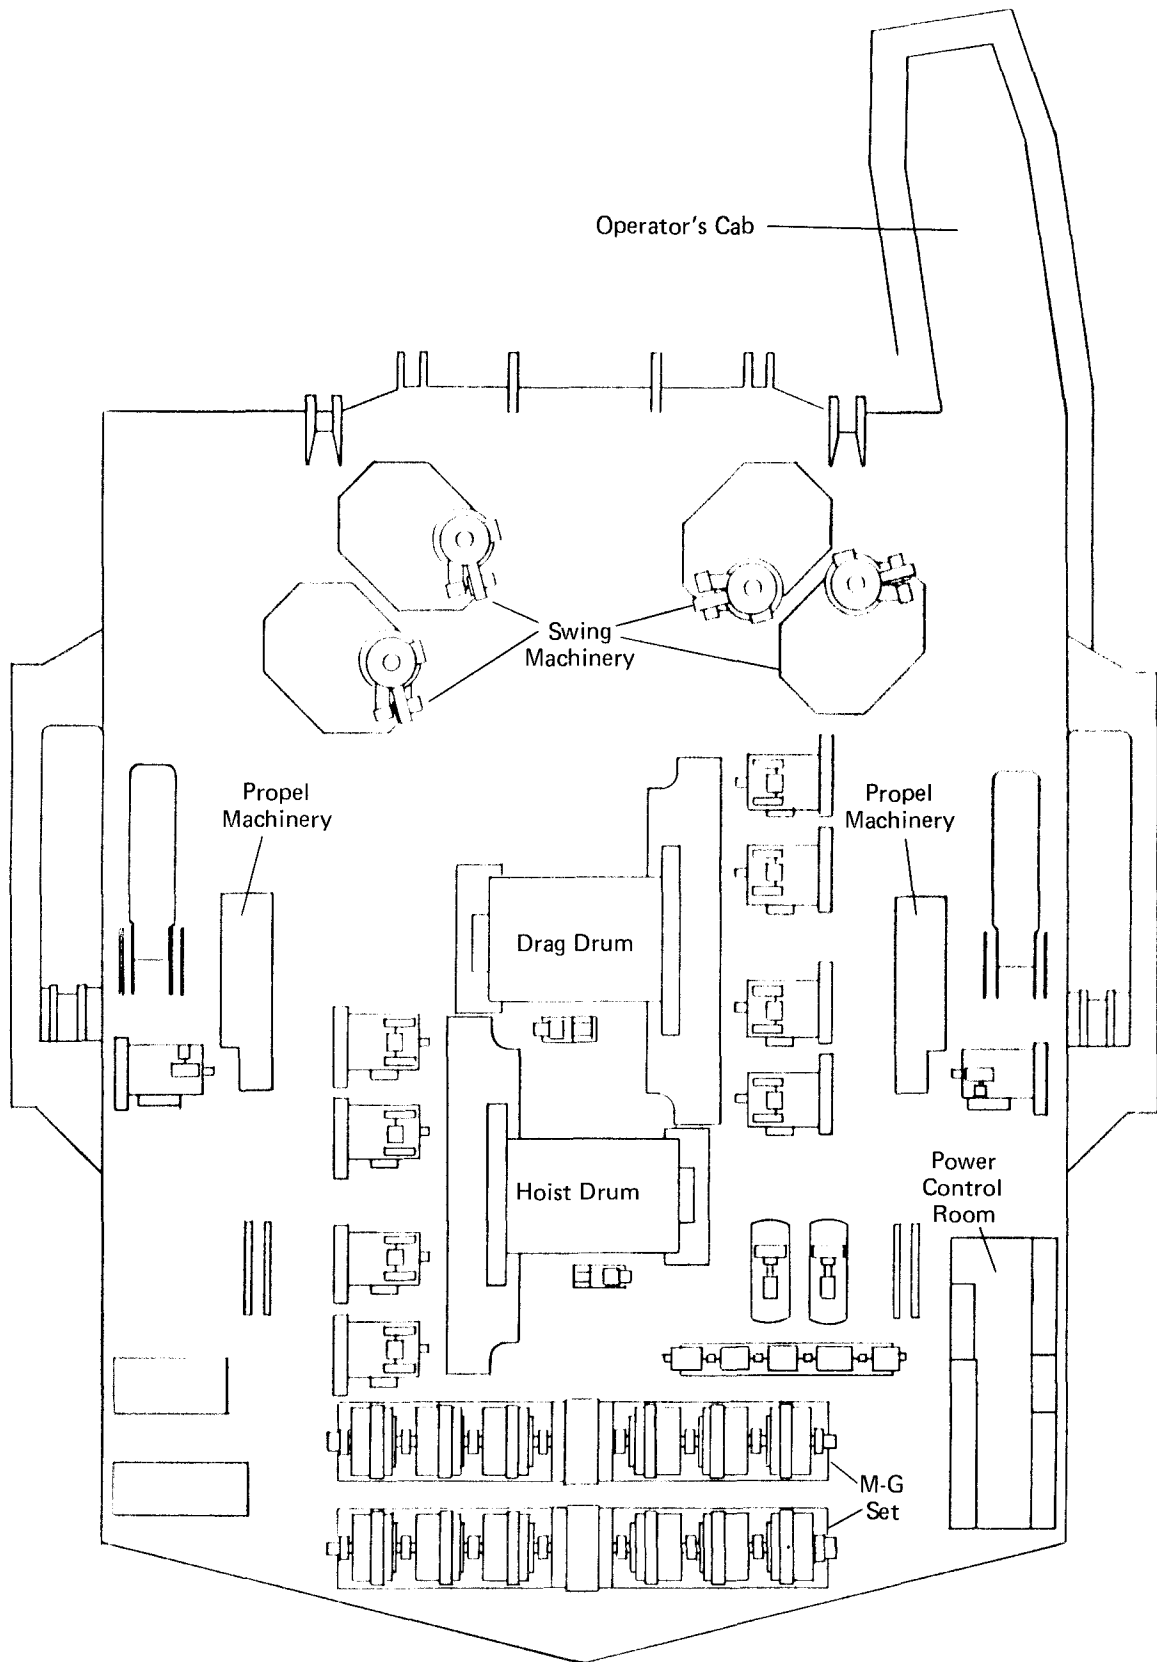 Operator's Cab
Swing
Machinery
Propel
Machinery
Propel
Machinery
Drag Drum
Hoist Drum
Power
Control
Room
M-G
Set